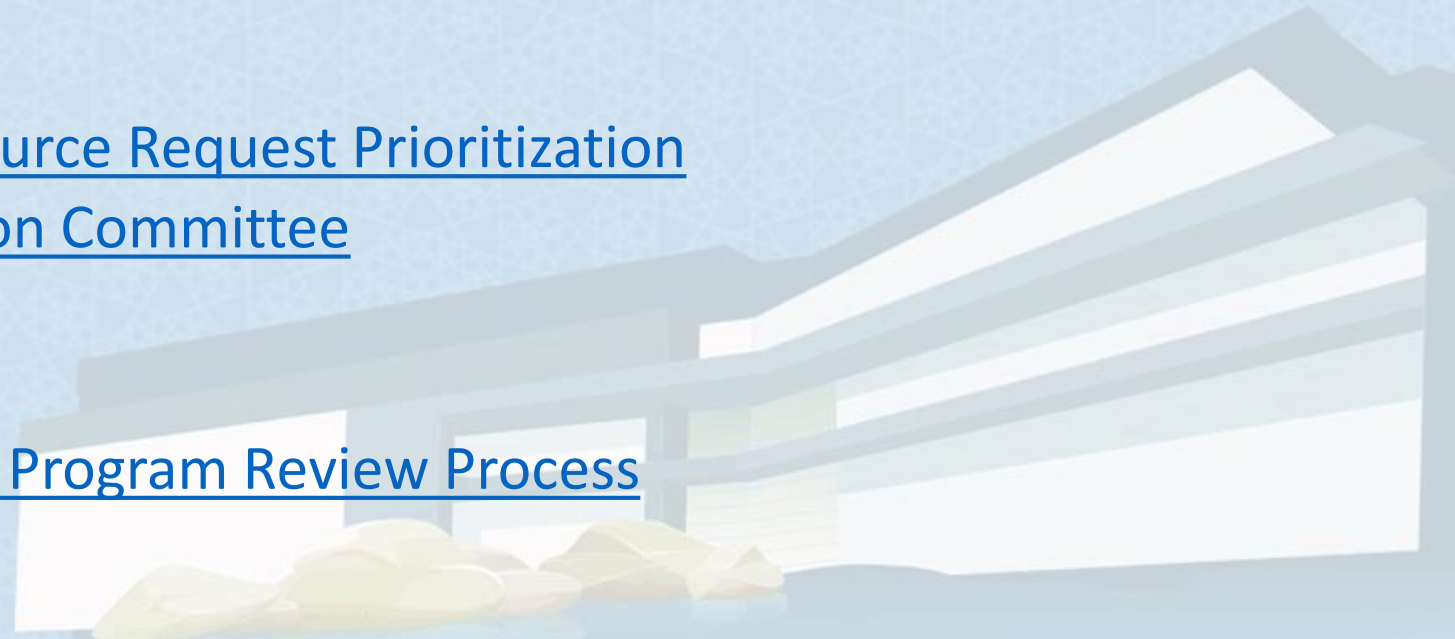 urce Request Prioritization
on Committee
Program Review Process